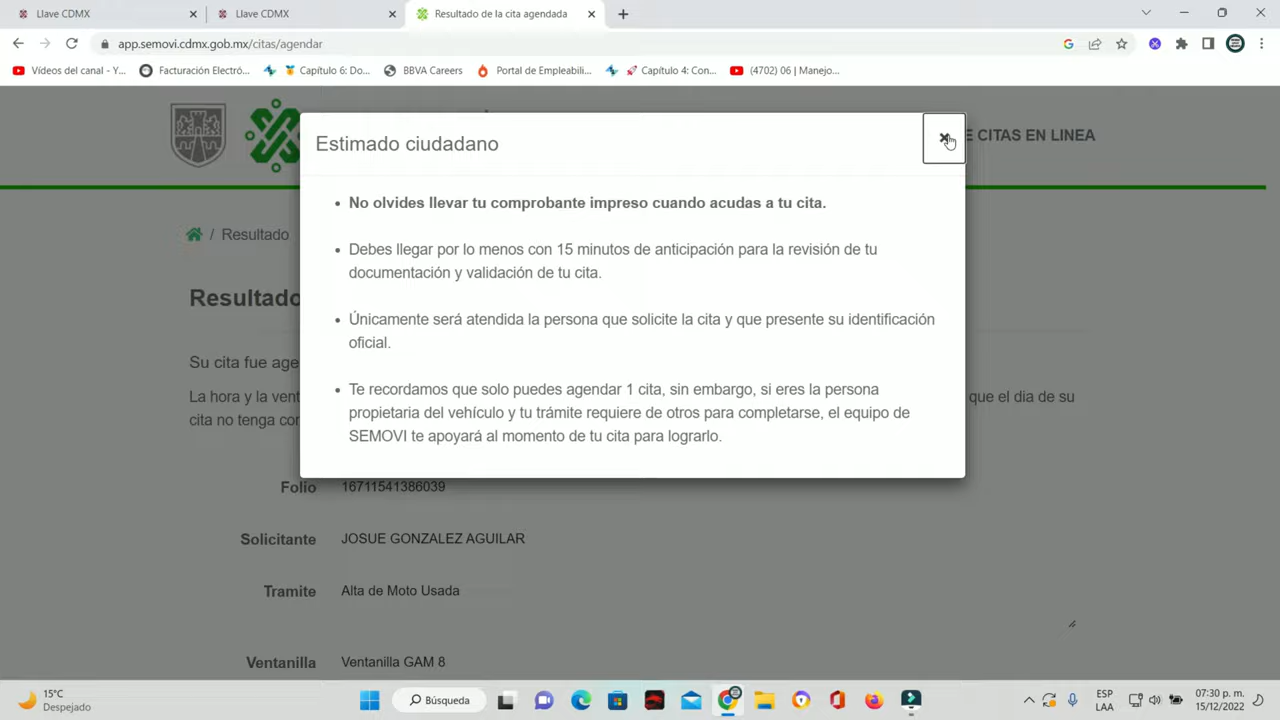 Llave CDMX
Llave CDMX
Resultado de la cita agendada
app.semovi.cdmx.gob.mx/citas/agendar
Vídeos del canal - Y...
Facturación Electró...
Capítulo 6: Do...
BBVA Careers
Portal de Empleabili...
Capítulo 4: Con...
(4702) 06 | Manejo...
E CITAS EN LINEA
Estimado ciudadano
• No olvides llevar tu comprobante impreso cuando acudas a tu cita.
• Debes llegar por lo menos con 15 minutos de anticipación para la revisión de tu
documentación y validación de tu cita.
• Únicamente será atendida la persona que solicite la cita y que presente su identificación
oficial.
• Te recordamos que solo puedes agendar 1 cita, sin embargo, si eres la persona
propietaria del vehículo y tu trámite requiere de otros para completarse, el equipo de
SEMOVI te apoyará al momento de tu cita para lograrlo.
/ Resultado
Resultado
Su cita fue age
La hora y la vent
que el dia de su
cita no tenga cor
Folio 16711541386039
Solicitante JOSUE GONZALEZ AGUILAR
Tramite Alta de Moto Usada
Ventanilla Ventanilla GAM 8
15°C
Despejado
Búsqueda
ESP
LAA
07:30 p. m.
15/12/2022